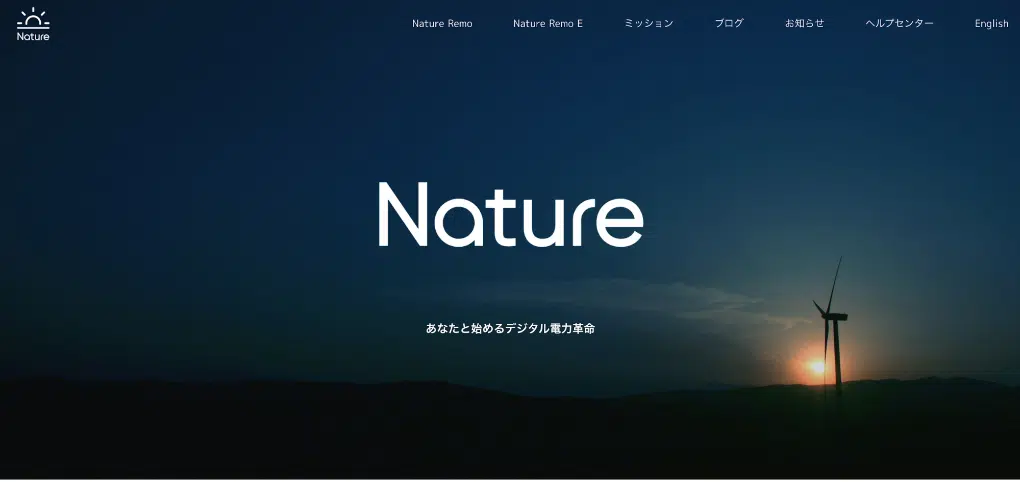 Nature
Nature Remo
Nature Remo E
ミッション
ブログ
お知らせ
ヘルプセンター
English
Nature
あなたと始めるデジタル電力革命